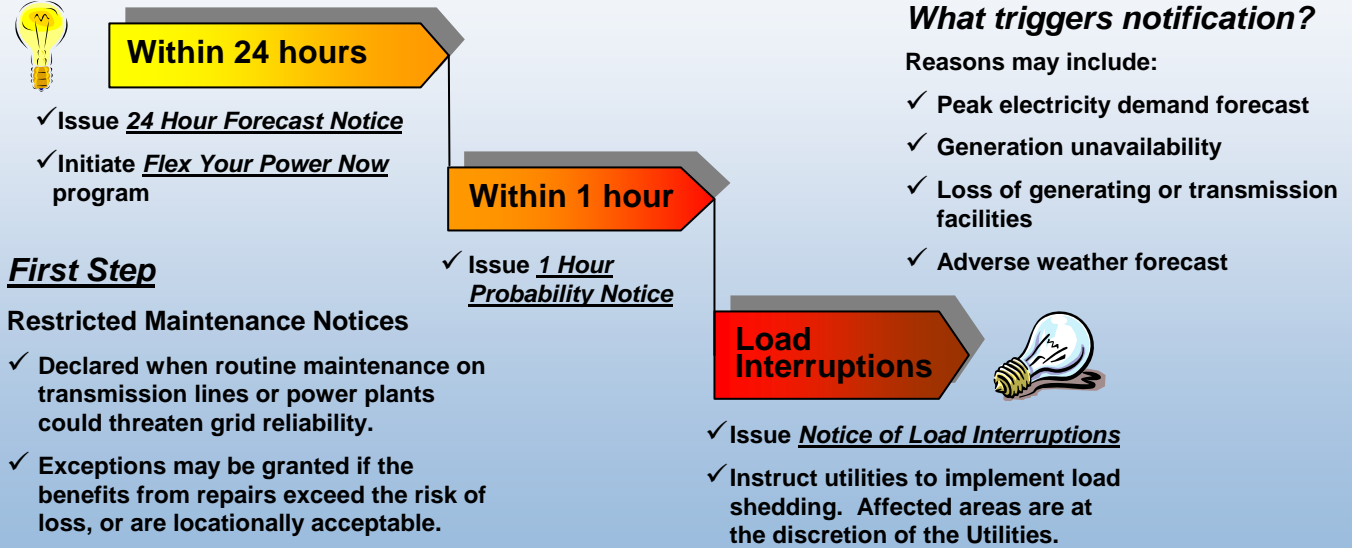 Within 24 hours
✓Issue 24 Hour Forecast Notice
✓Initiate Flex Your Power Now
program
First Step
Restricted Maintenance Notices
✓ Declared when routine maintenance on
transmission lines or power plants
could threaten grid reliability.
✓ Exceptions may be granted if the
benefits from repairs exceed the risk of
loss, or are locationally acceptable.
Within 1 hour
✓ Issue 1 Hour
Probability Notice
Load
Interruptions
✓Issue Notice of Load Interruptions
✓Instruct utilities to implement load
shedding.  Affected areas are at
the discretion of the Utilities.
What triggers notification?
Reasons may include:
✓ Peak electricity demand forecast
✓ Generation unavailability
✓ Loss of generating or transmission
facilities
✓ Adverse weather forecast